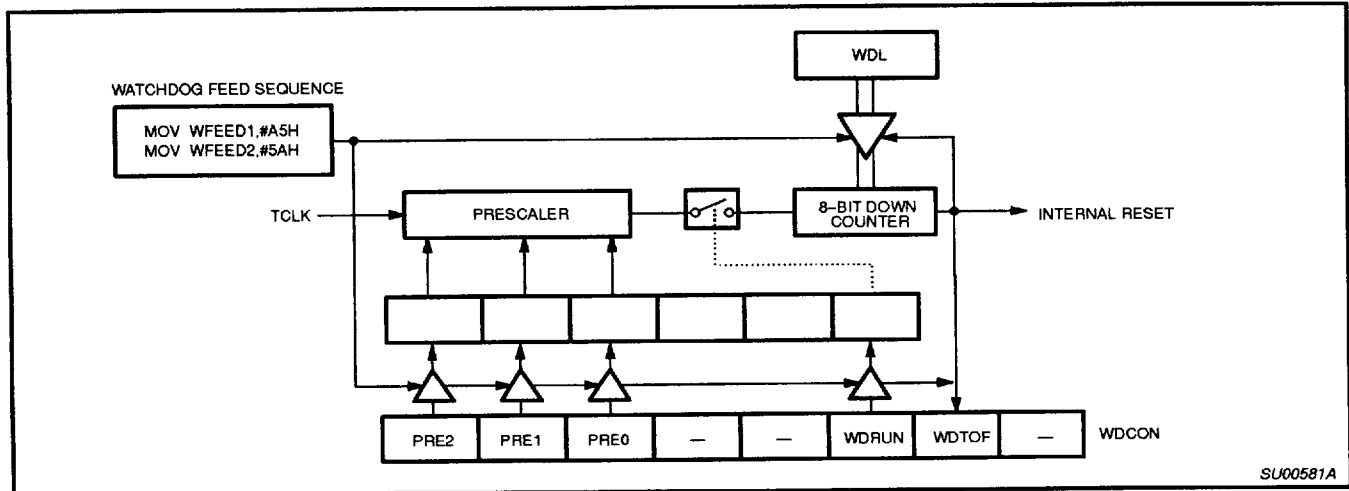 WDL
WATCHDOG FEED SEQUENCE
MOV WFEED1,#A5H
MOV WFEED2,#5AH
TCLK
PRESCALER
8–BIT DOWN
COUNTER
INTERNAL RESET
PRE2 PRE1 PRE0 — — WDRUN WDTOF — WDCON
SU00581A